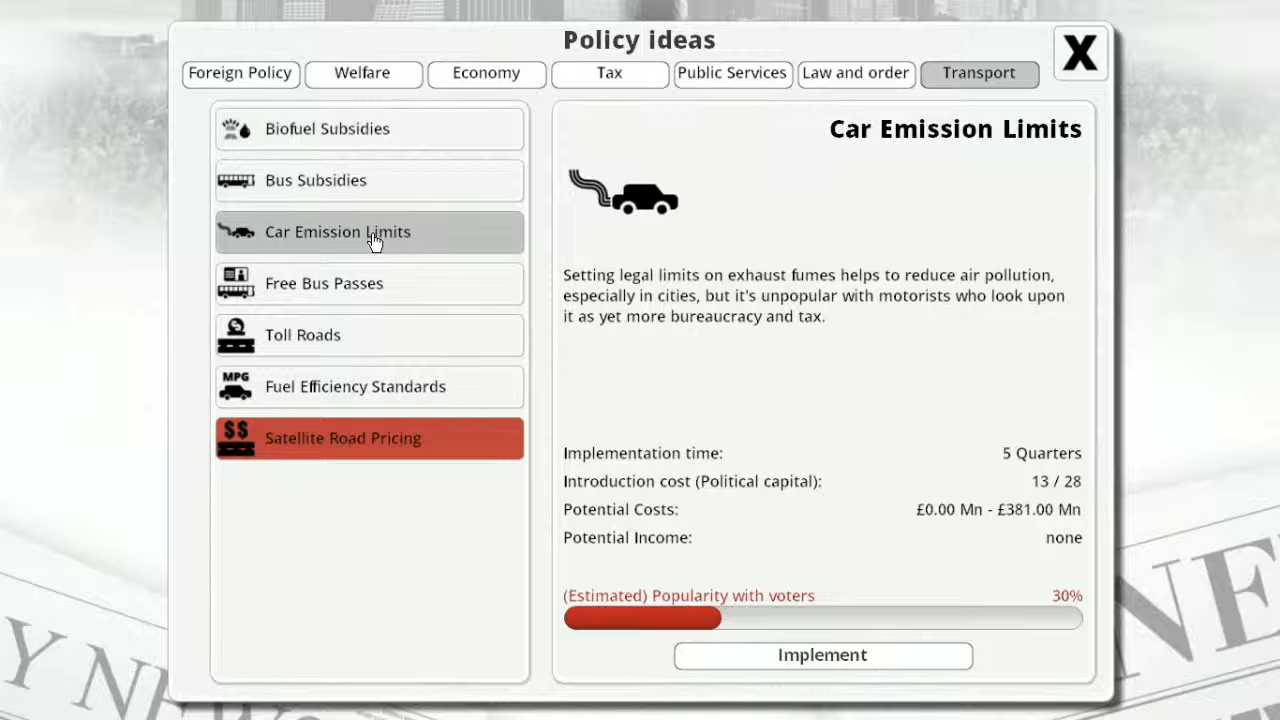 Policy ideas
X
Foreign Policy
Welfare
Economy
Tax
Public Services
Law and order
Transport
Biofuel Subsidies
Bus Subsidies
Car Emission Limits
Free Bus Passes
Toll Roads
MPG
Fuel Efficiency Standards
$$
Satellite Road Pricing
Car Emission Limits
Setting legal limits on exhaust fumes helps to reduce air pollution,
especially in cities, but it's unpopular with motorists who look upon
it as yet more bureaucracy and tax.
Implementation time: 5 Quarters
Introduction cost (Political capital): 13 / 28
Potential Costs: £0.00 Mn - £381.00 Mn
Potential Income: none
(Estimated) Popularity with voters 30%
Implement
Y NEWS
NE